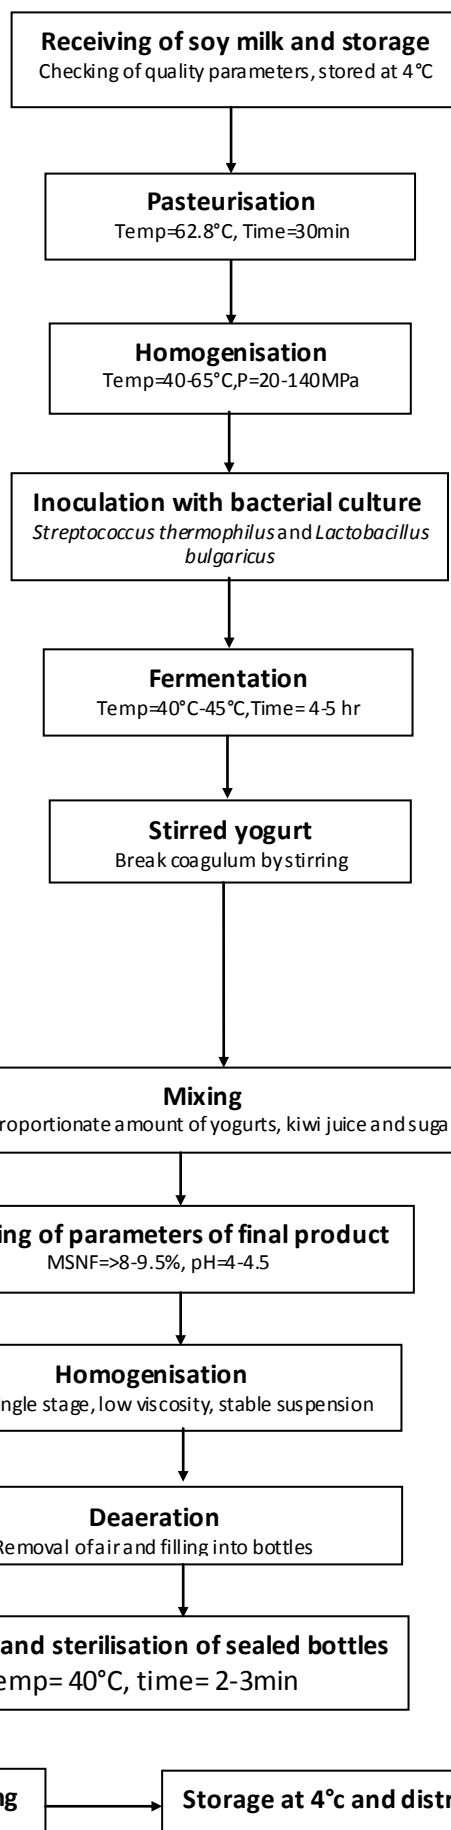 Receiving of soy milk and storage
Checking of quality parameters, stored at 4°C
Pasteurisation
Temp=62.8°C, Time=30min
Homogenisation
Temp=40-65°C,P=20-140MPa
Inoculation with bacterial culture
Streptococcus thermophilus and Lactobacillus
bulgaricus
Fermentation
Temp=40°C-45°C,Time= 4-5 hr
Stirred yogurt
Break coagulum by stirring
Mixing
roportionate amount of yogurts, kiwi juice and suga
ing of parameters of final product
MSNF=>8-9.5%, pH=4-4.5
Homogenisation
ngle stage, low viscosity, stable suspension
Deaeration
Removal of air and filling into bottles
and sterilisation of sealed bottles
emp= 40°C, time= 2-3min
ng
Storage at 4°c and distr